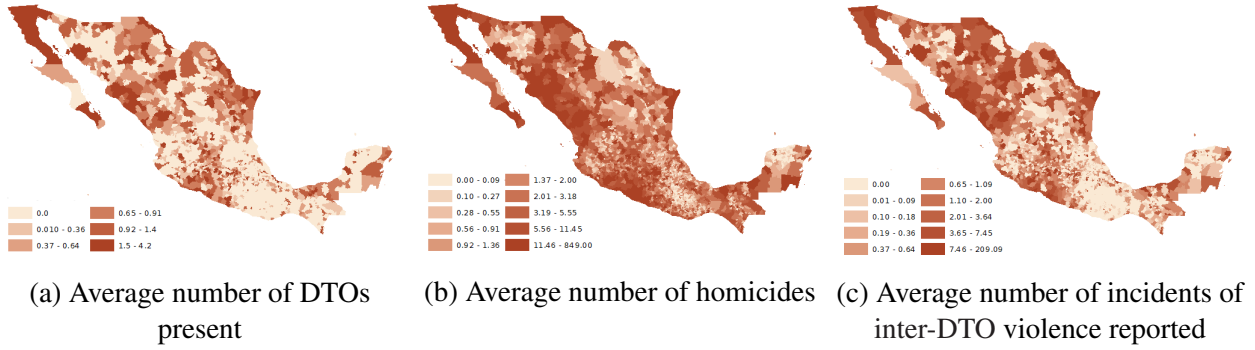 0.0
0.010 - 0.36
0.37 - 0.64
0.65 - 0.91
0.92 - 1.4
1.5 - 4.2
0.00 - 0.09
0.10 - 0.27
0.28 - 0.55
0.56 - 0.91
0.92 - 1.36
1.37 - 2.00
2.01 - 3.18
3.19 - 5.55
5.56 - 11.45
11.46 - 849.00
0.00
0.01 - 0.09
0.10 - 0.18
0.19 - 0.36
0.37 - 0.64
0.65 - 1.09
1.10 - 2.00
2.01 - 3.64
3.65 - 7.45
7.46 - 209.09
(a) Average number of DTOs
present
(b) Average number of homicides
(c) Average number of incidents of
inter-DTO violence reported